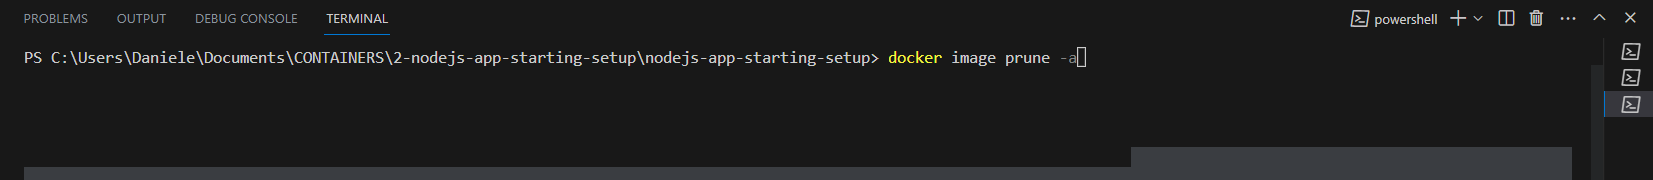 PROBLEMS OUTPUT DEBUG CONSOLE TERMINAL powershell
PS C:\Users\Daniele\Documents\CONTAINERS\2-nodejs-app-starting-setup\nodejs-app-starting-setup> docker image prune -a